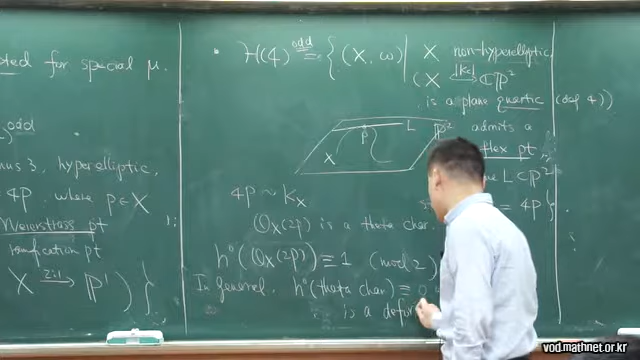 ted for special μ.
odd
us 3, hyperelliptic,
4P, where p∈X
Weierstrass pt
ramification pt
X 2:1→ ℙ¹ ) }
• H(4)^odd = { (X, ω) | X non-hyperelliptic
(X |K|→ ℂℙ²
is a plane quartic (deg 4))
admits a
flex pt
L ℙ²
P
X
L⊂ℙ²
= 4P }.
4P ~ K_X
O_X(2p) is a theta char.
h⁰(O_X(2p)) ≡ 1 (mod 2)
In general, h⁰(theta char) ≡ 0
is a defor
vod.mathnet.or.kr